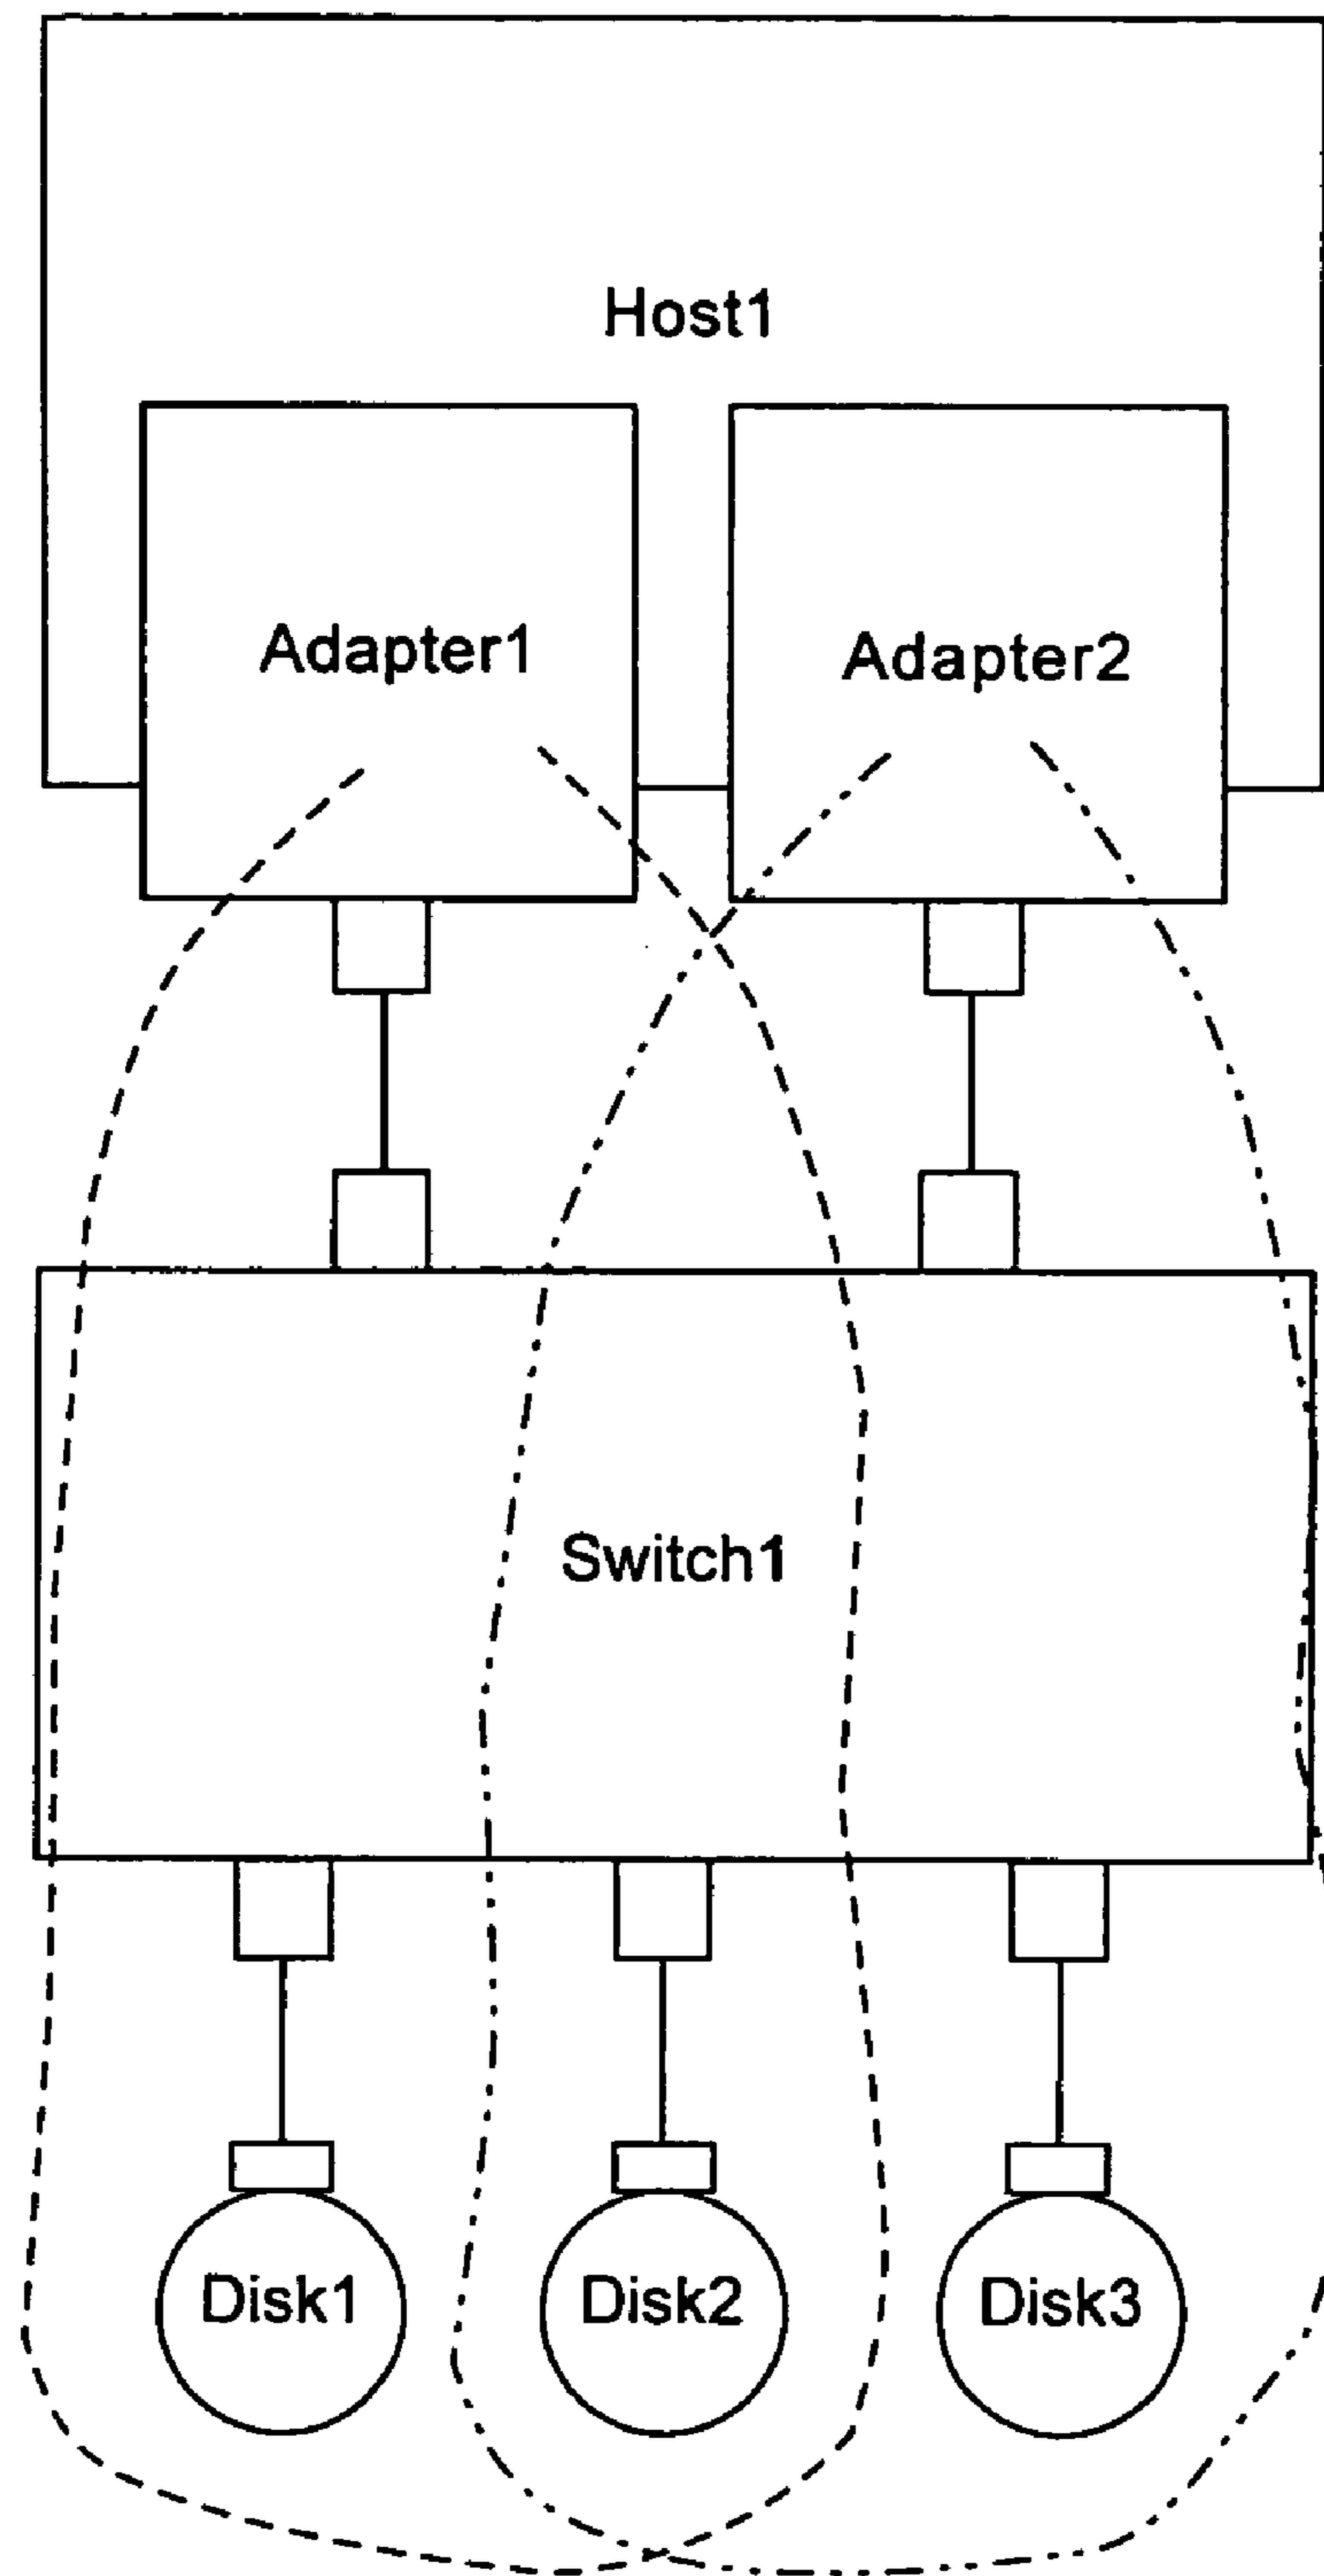 Host1
Adapter1
Adapter2
Switch1
Disk1
Disk2
Disk3